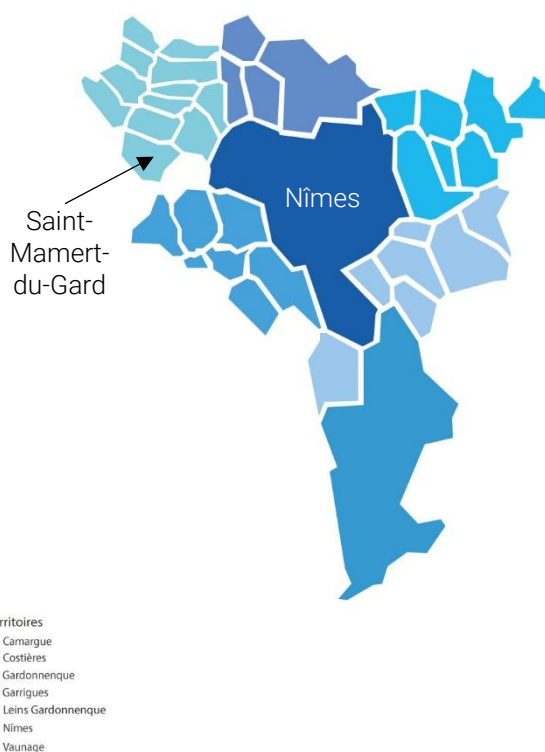 Nîmes
Saint-
Mamert-
du-Gard
rritoires
Camargue
Costières
Gardonnenque
Garrigues
Leins Gardonnenque
Nîmes
Vaunage